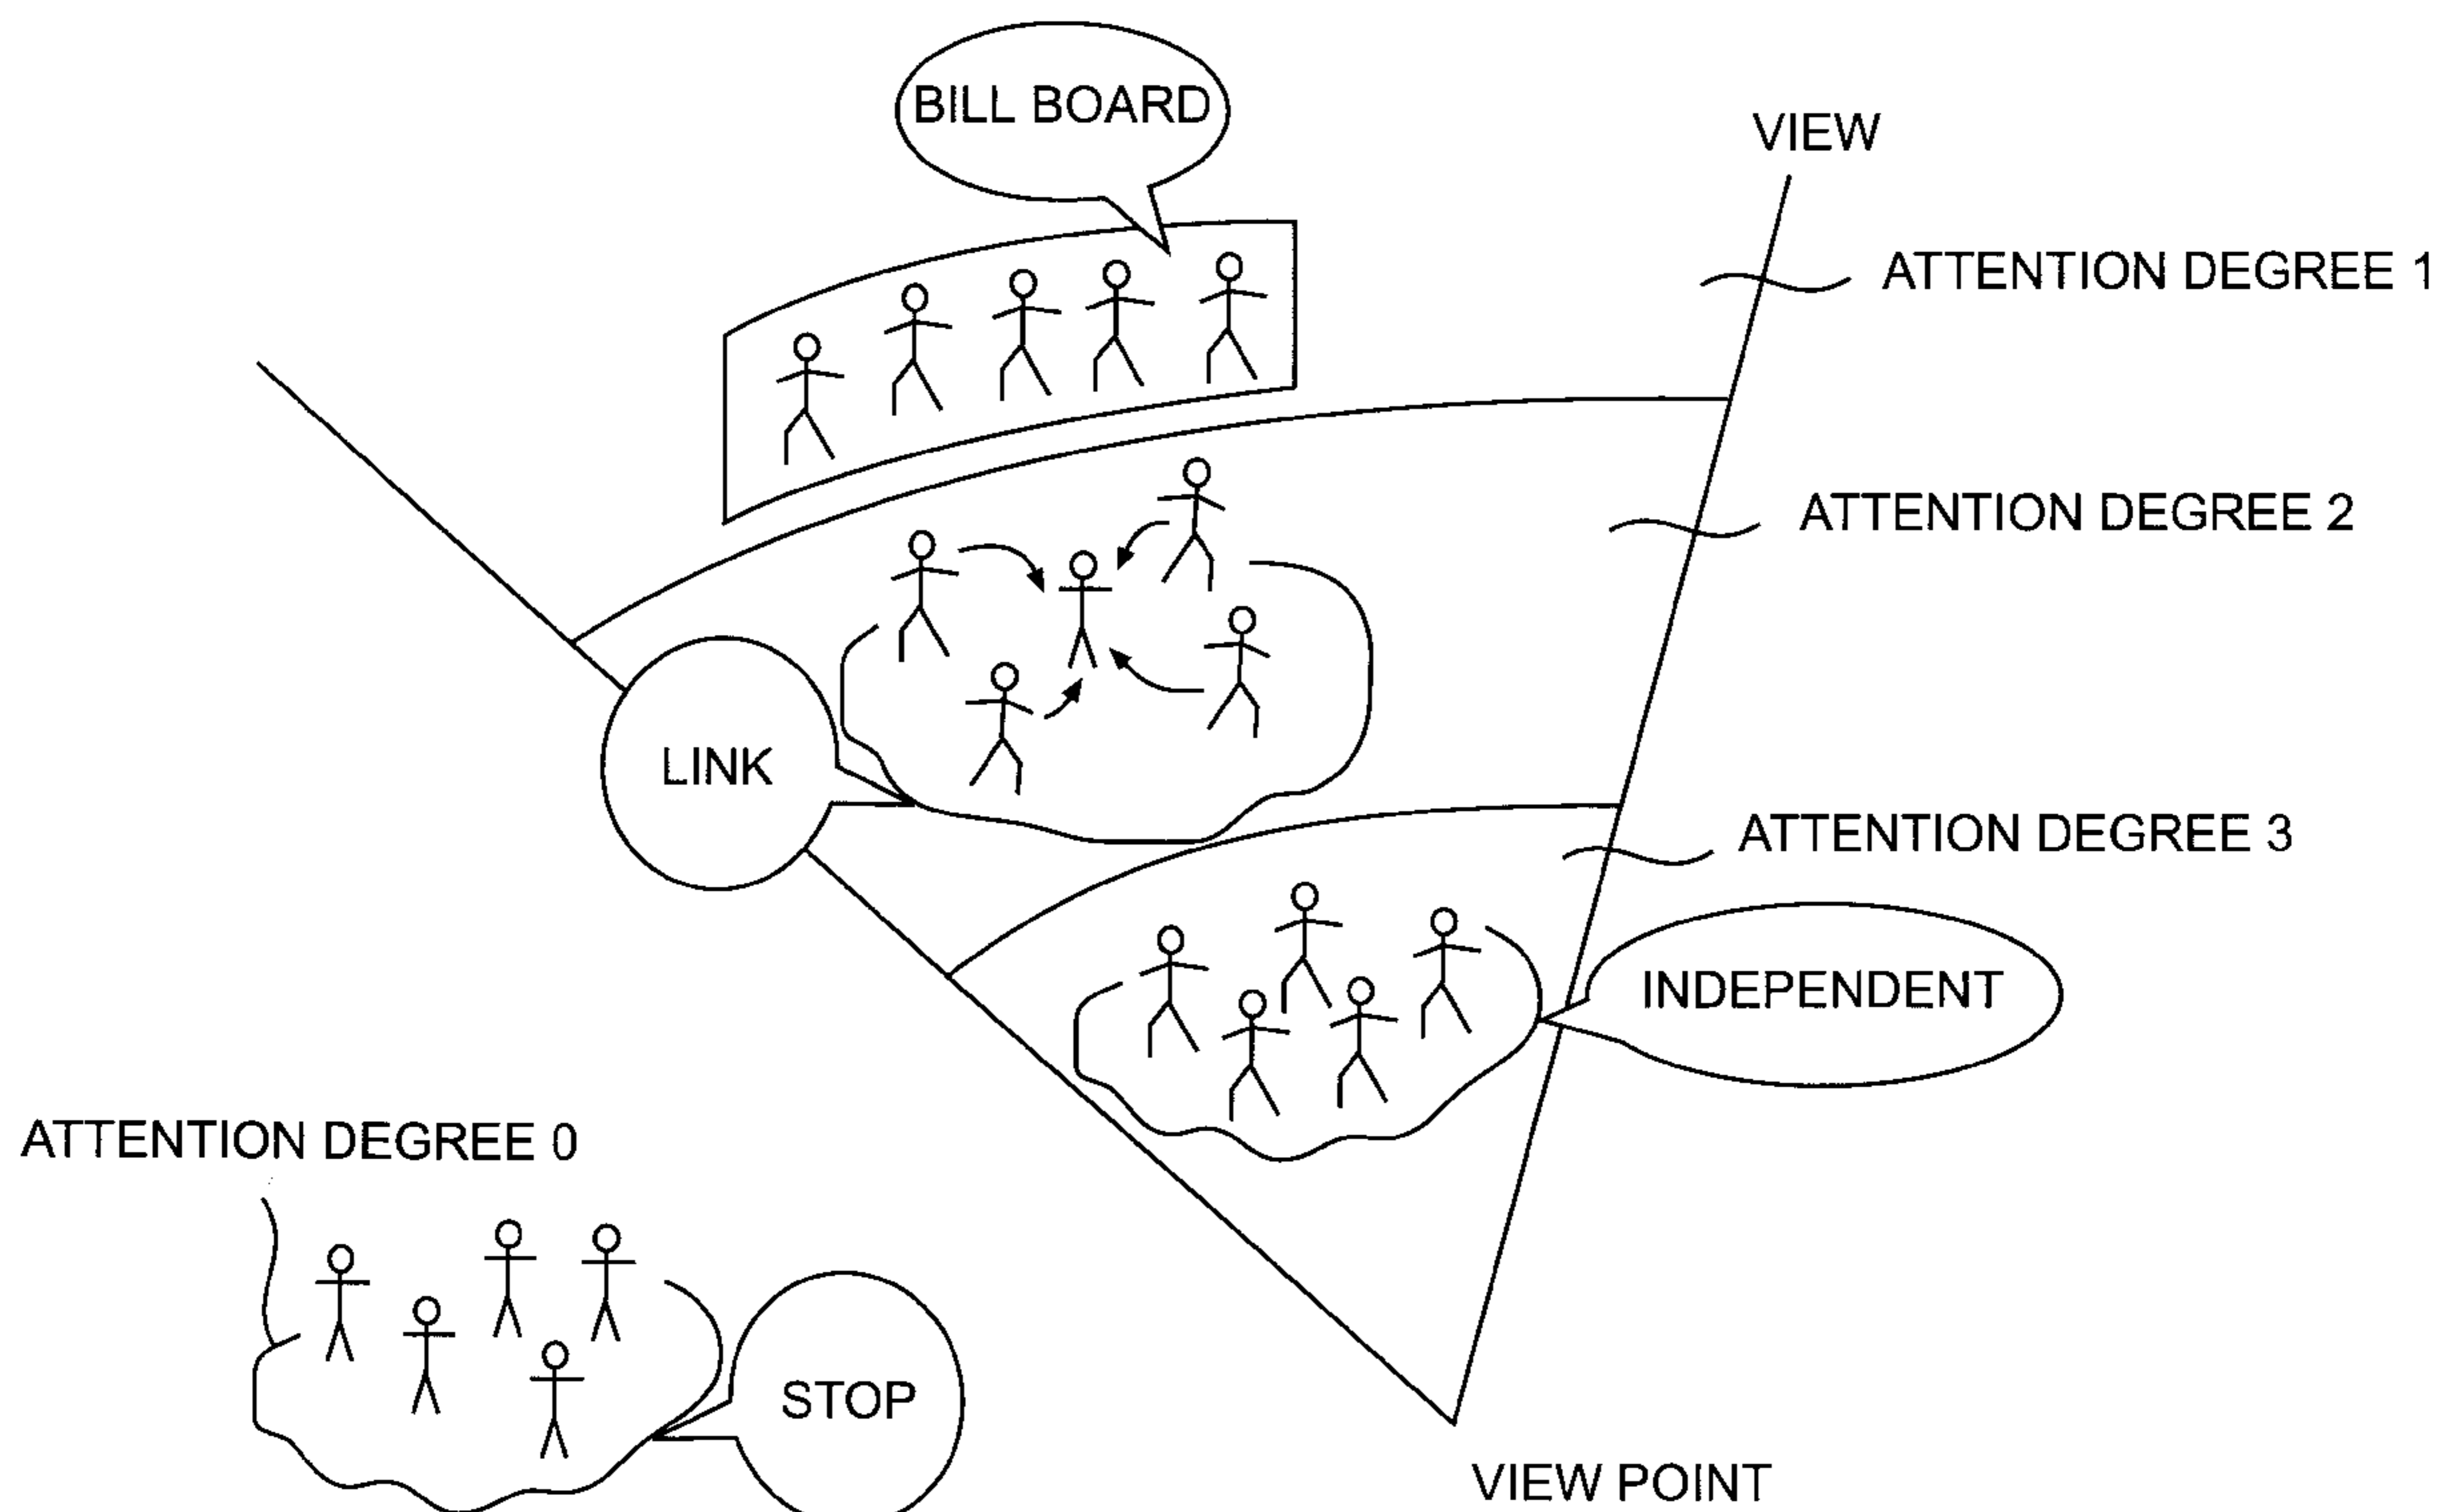 BILL BOARD
VIEW
ATTENTION DEGREE 1
ATTENTION DEGREE 2
LINK
ATTENTION DEGREE 3
INDEPENDENT
ATTENTION DEGREE 0
STOP
VIEW POINT